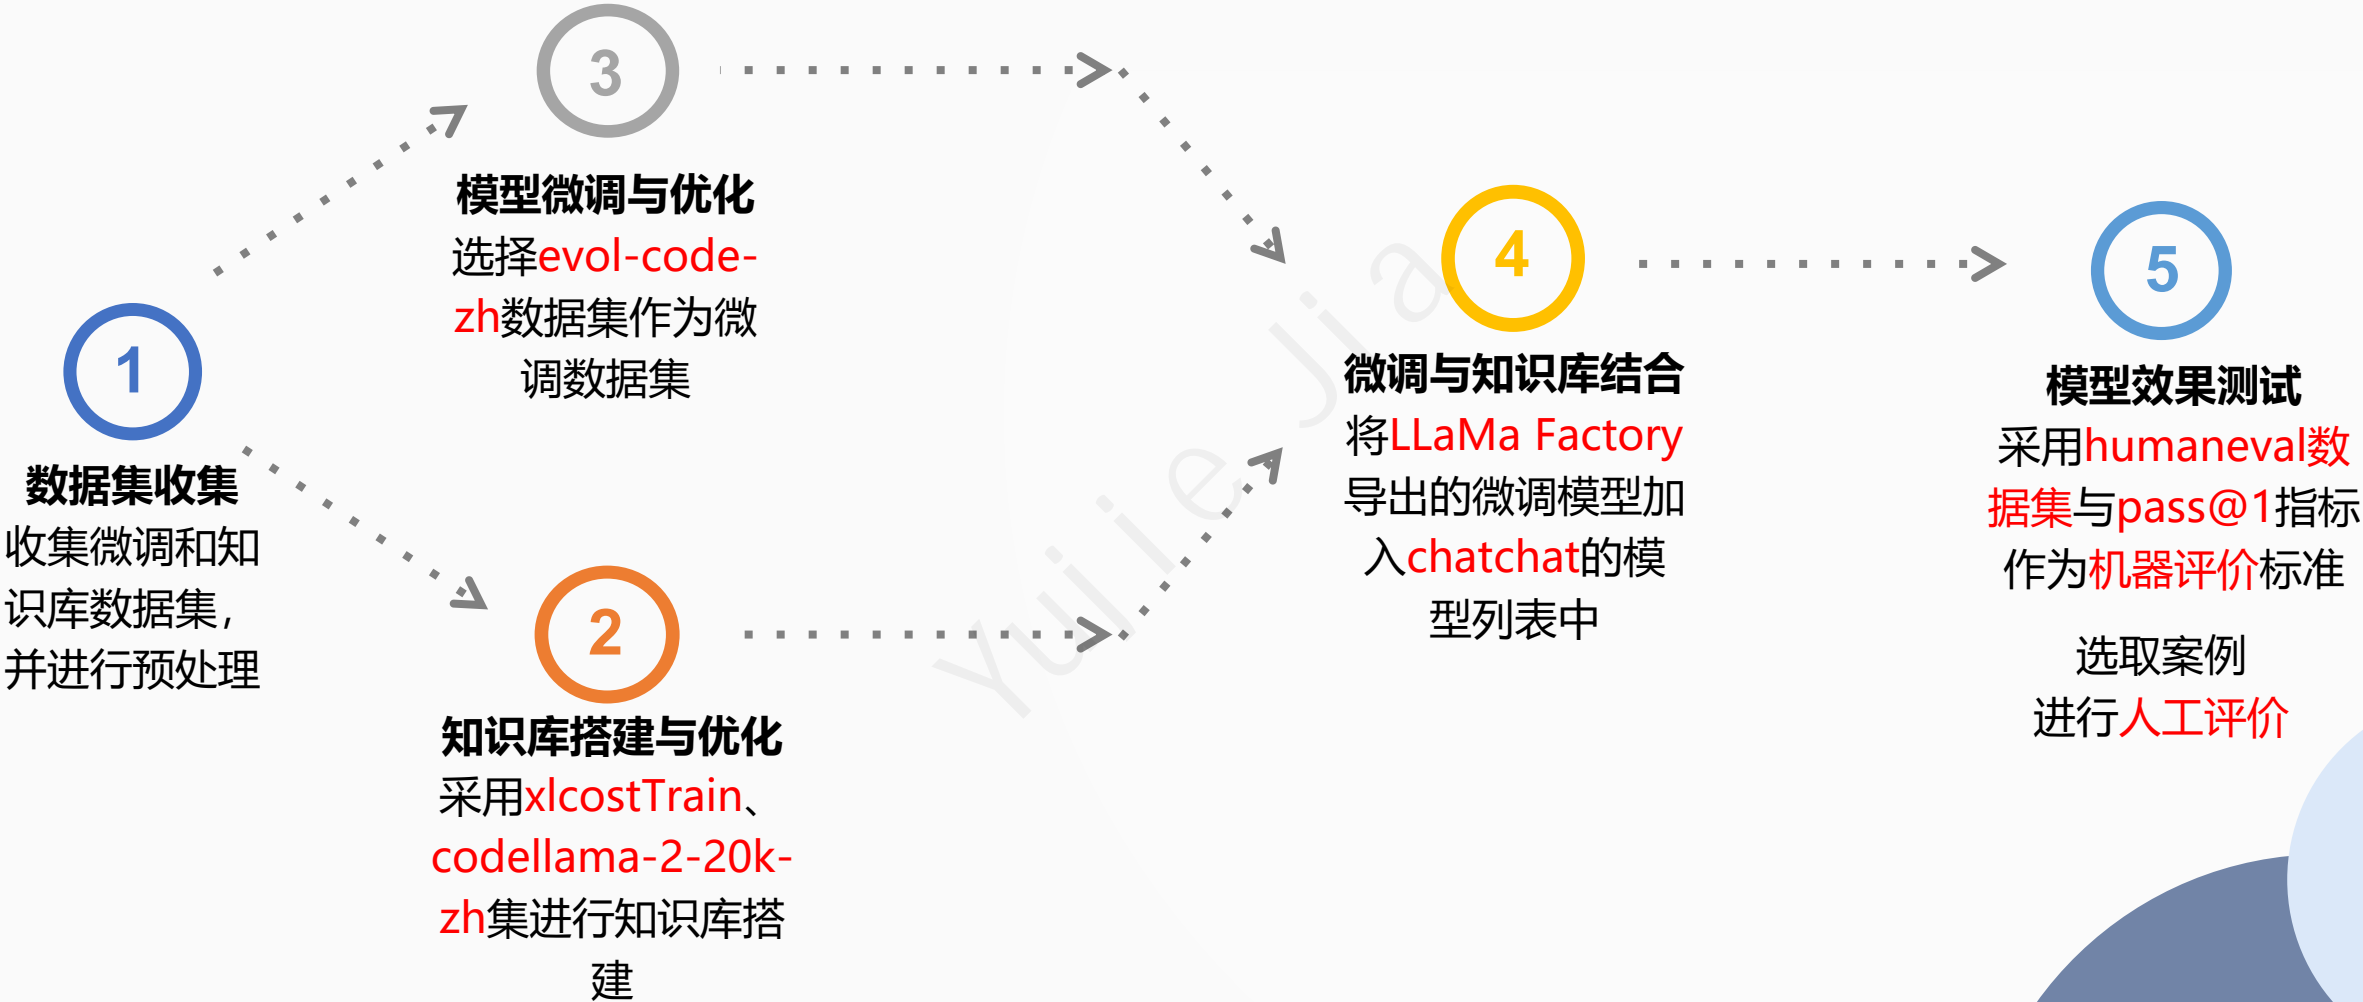 1
数据集收集
收集微调和知
识库数据集，
并进行预处理
3
模型微调与优化
选择evol-code-
zh数据集作为微
调数据集
2
知识库搭建与优化
采用xlcostTrain、
codellama-2-20k-
zh集进行知识库搭
建
4
微调与知识库结合
将LLaMa Factory
导出的微调模型加
入chatchat的模
型列表中
5
模型效果测试
采用humaneval数
据集与pass@1指标
作为机器评价标准
选取案例
进行人工评价
Yujie Jia